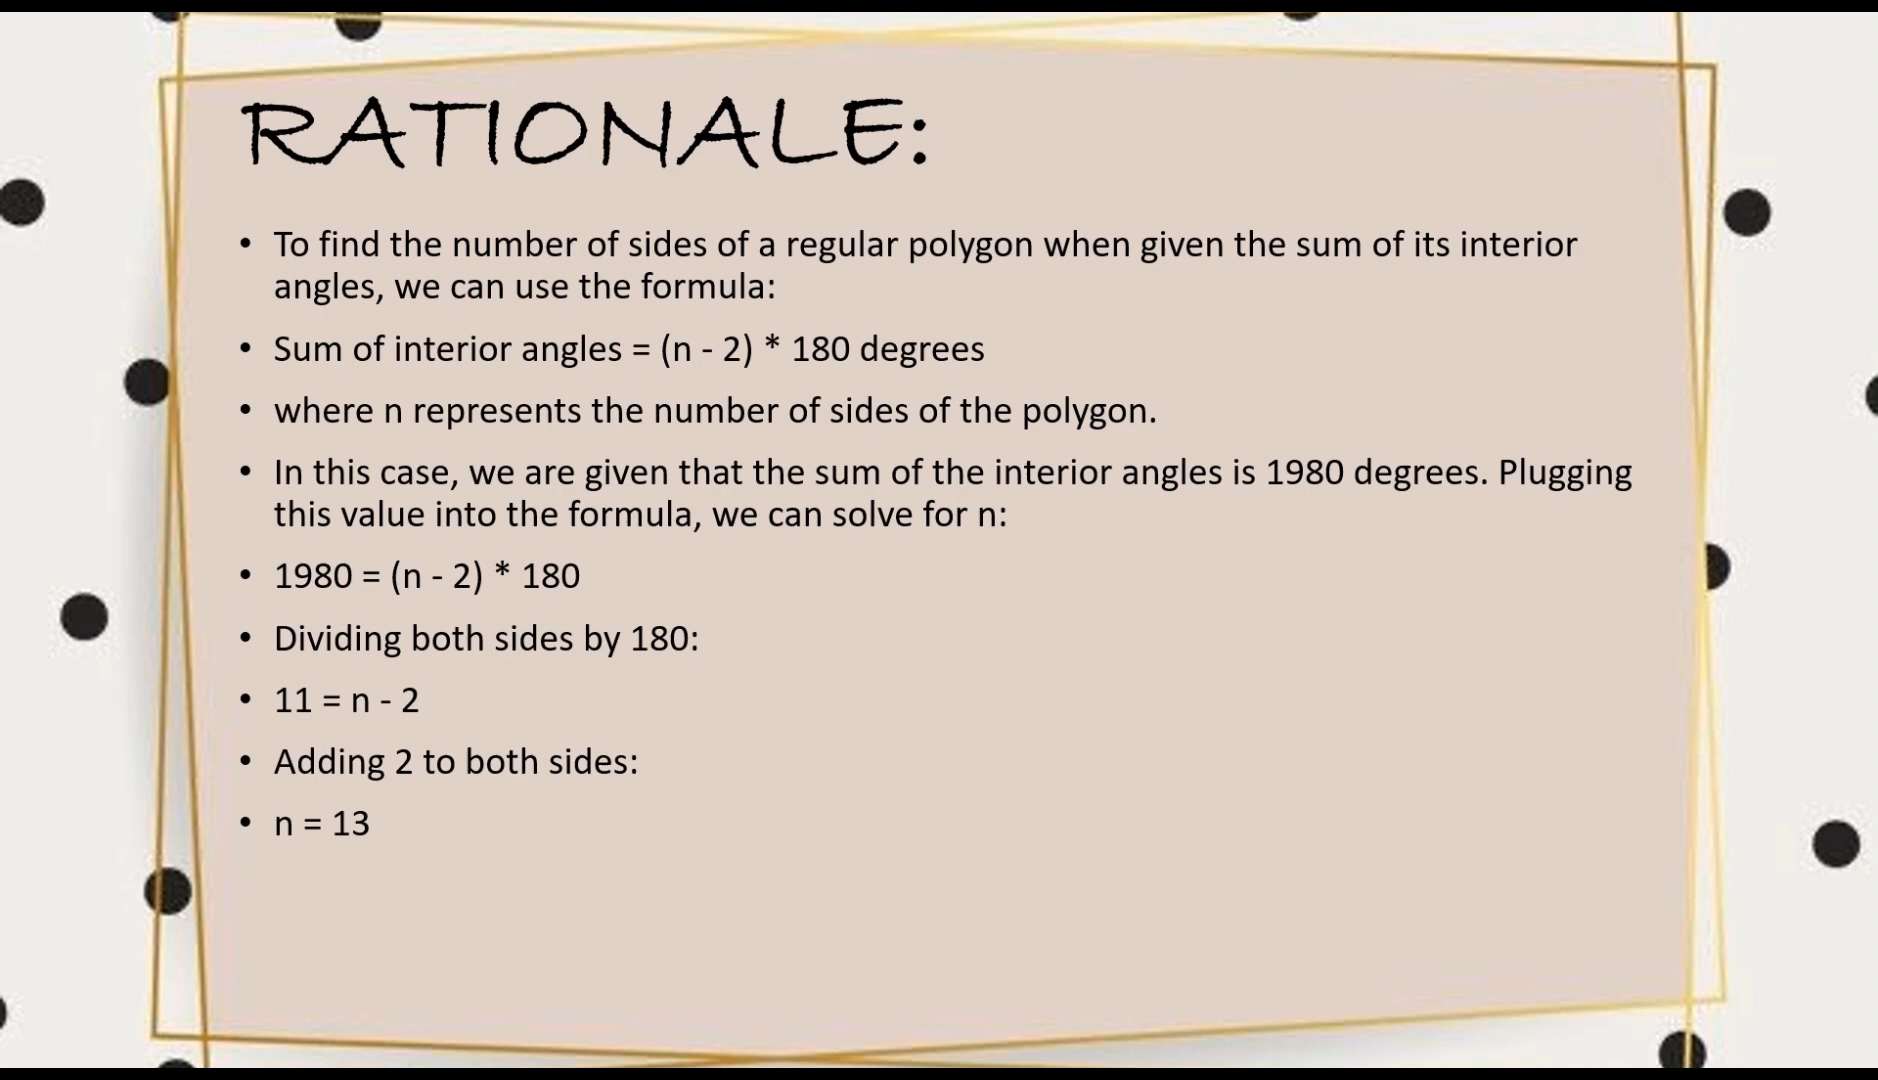 RATIONALE:
• To find the number of sides of a regular polygon when given the sum of its interior
angles, we can use the formula:
• Sum of interior angles = (n - 2) * 180 degrees
• where n represents the number of sides of the polygon.
• In this case, we are given that the sum of the interior angles is 1980 degrees. Plugging
this value into the formula, we can solve for n:
• 1980 = (n - 2) * 180
• Dividing both sides by 180:
• 11 = n - 2
• Adding 2 to both sides:
• n = 13